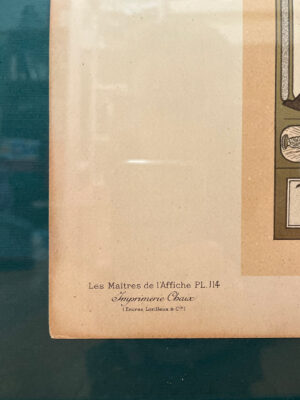 Les Maîtres de l'Affiche PL. 114
Imprimerie Chaix
(Encres Lorilleux & Cie)